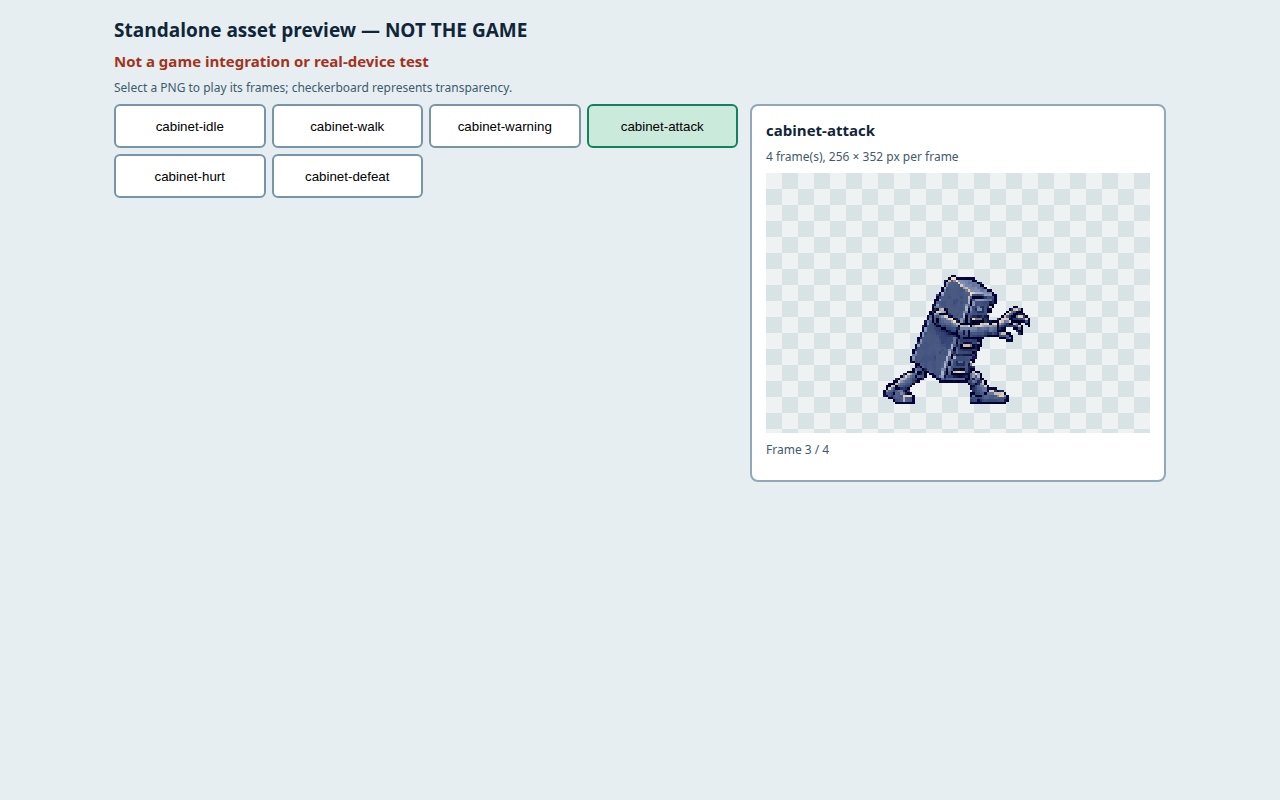 Standalone asset preview — NOT THE GAME
Not a game integration or real-device test
Select a PNG to play its frames; checkerboard represents transparency.
cabinet-idle
cabinet-walk
cabinet-warning
cabinet-attack
cabinet-hurt
cabinet-defeat
cabinet-attack
4 frame(s), 256 × 352 px per frame
Frame 3 / 4